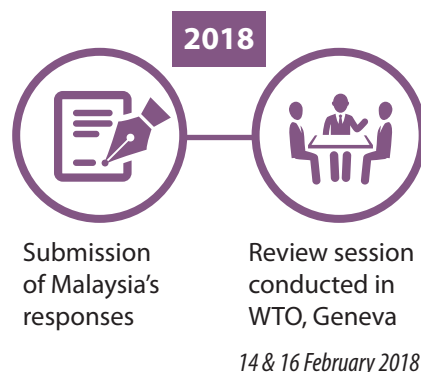 2018
Submission
of Malaysia’s
responses
Review session
conducted in
WTO, Geneva
14 & 16 February 2018